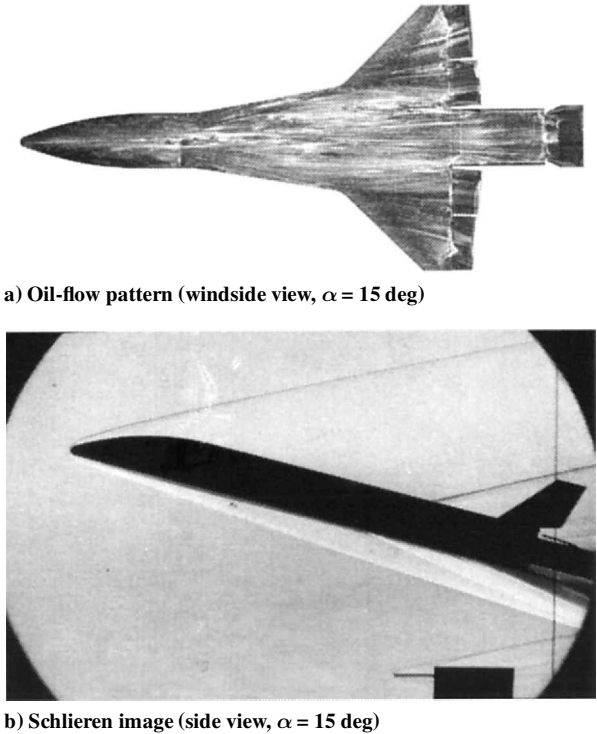 a) Oil-flow pattern (windside view, α = 15 deg)
b) Schlieren image (side view, α = 15 deg)